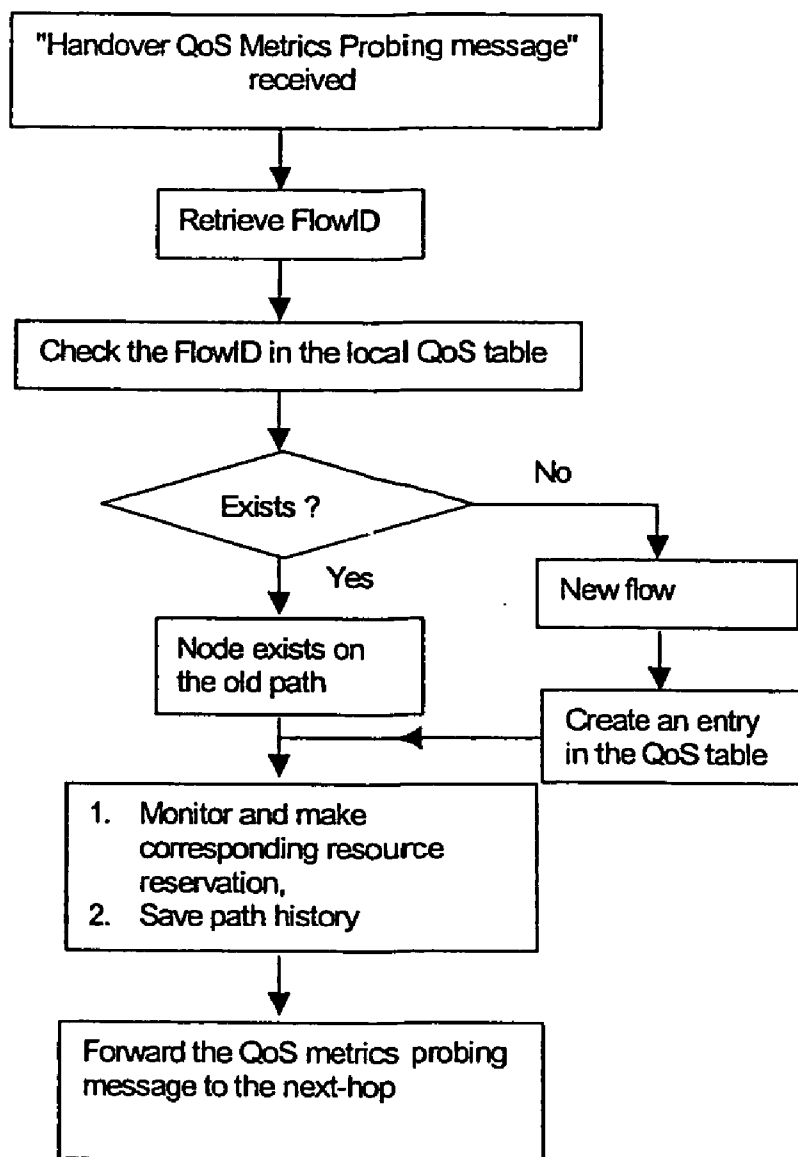 "Handover QoS Metrics Probing message"
received
Retrieve FlowID
Check the FlowID in the local QoS table
Exists ?
No
Yes
New flow
Node exists on
the old path
Create an entry
in the QoS table
1. Monitor and make
corresponding resource
reservation,
2. Save path history
Forward the QoS metrics probing
message to the next-hop